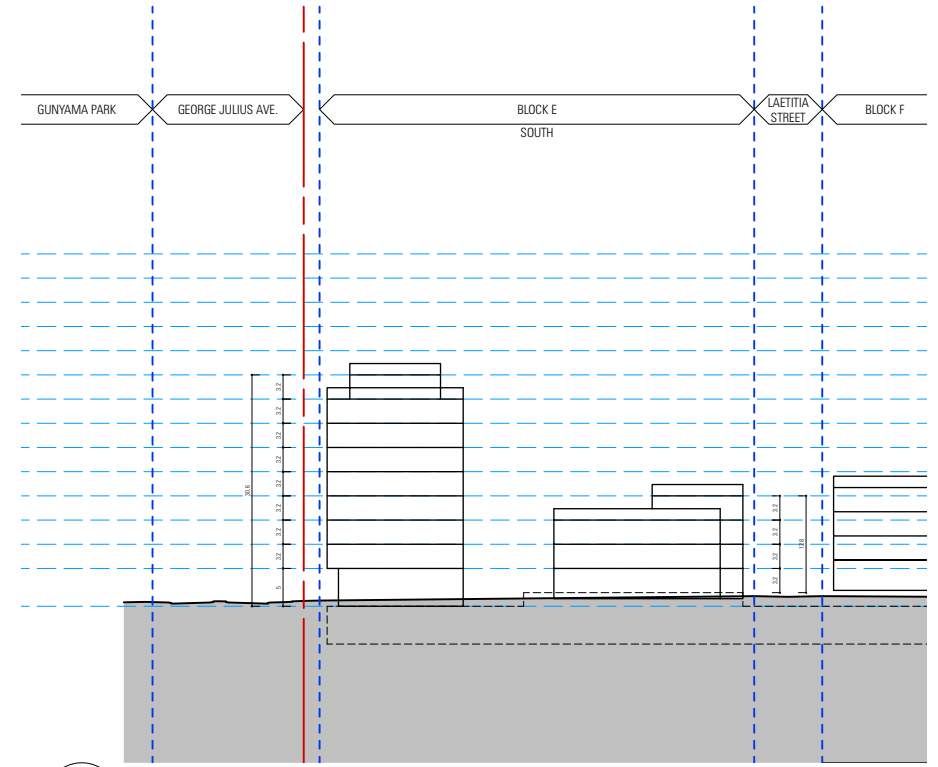 GUNYAMA PARK
GEORGE JULIUS AVE.
BLOCK E
LAETITIA
STREET
BLOCK F
SOUTH
30.6
3.2
3.2
3.2
3.2
3.2
3.2
3.2
3.2
5
3.2
3.2
3.2
3.2
12.8